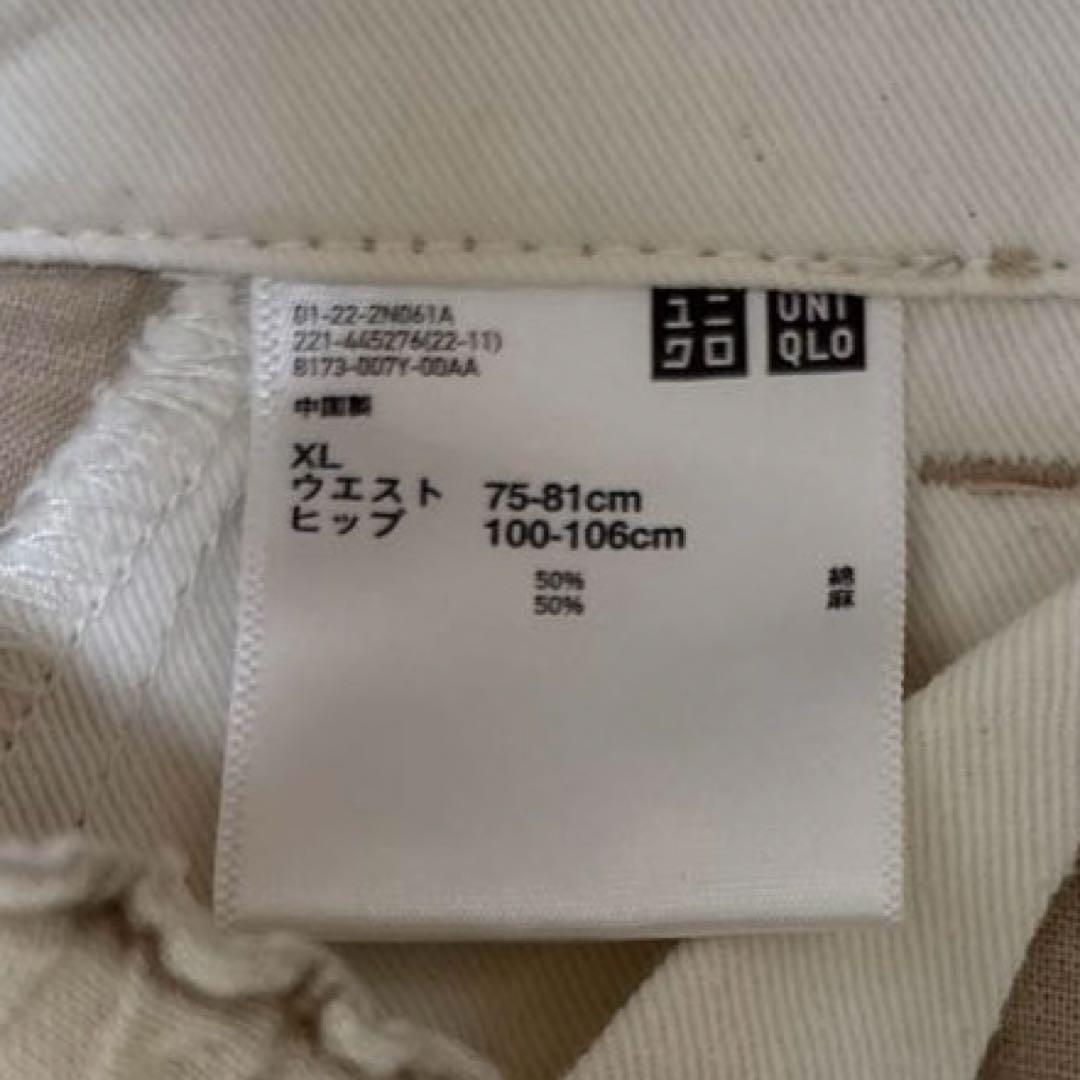 01-22-2N061A
221-445276(22-11)
8173-007Y-00AA
ユニ
クロ
UNI
QLO
中国製
XL
ウエスト 75-81cm
ヒップ 100-106cm
50% 綿
50% 麻